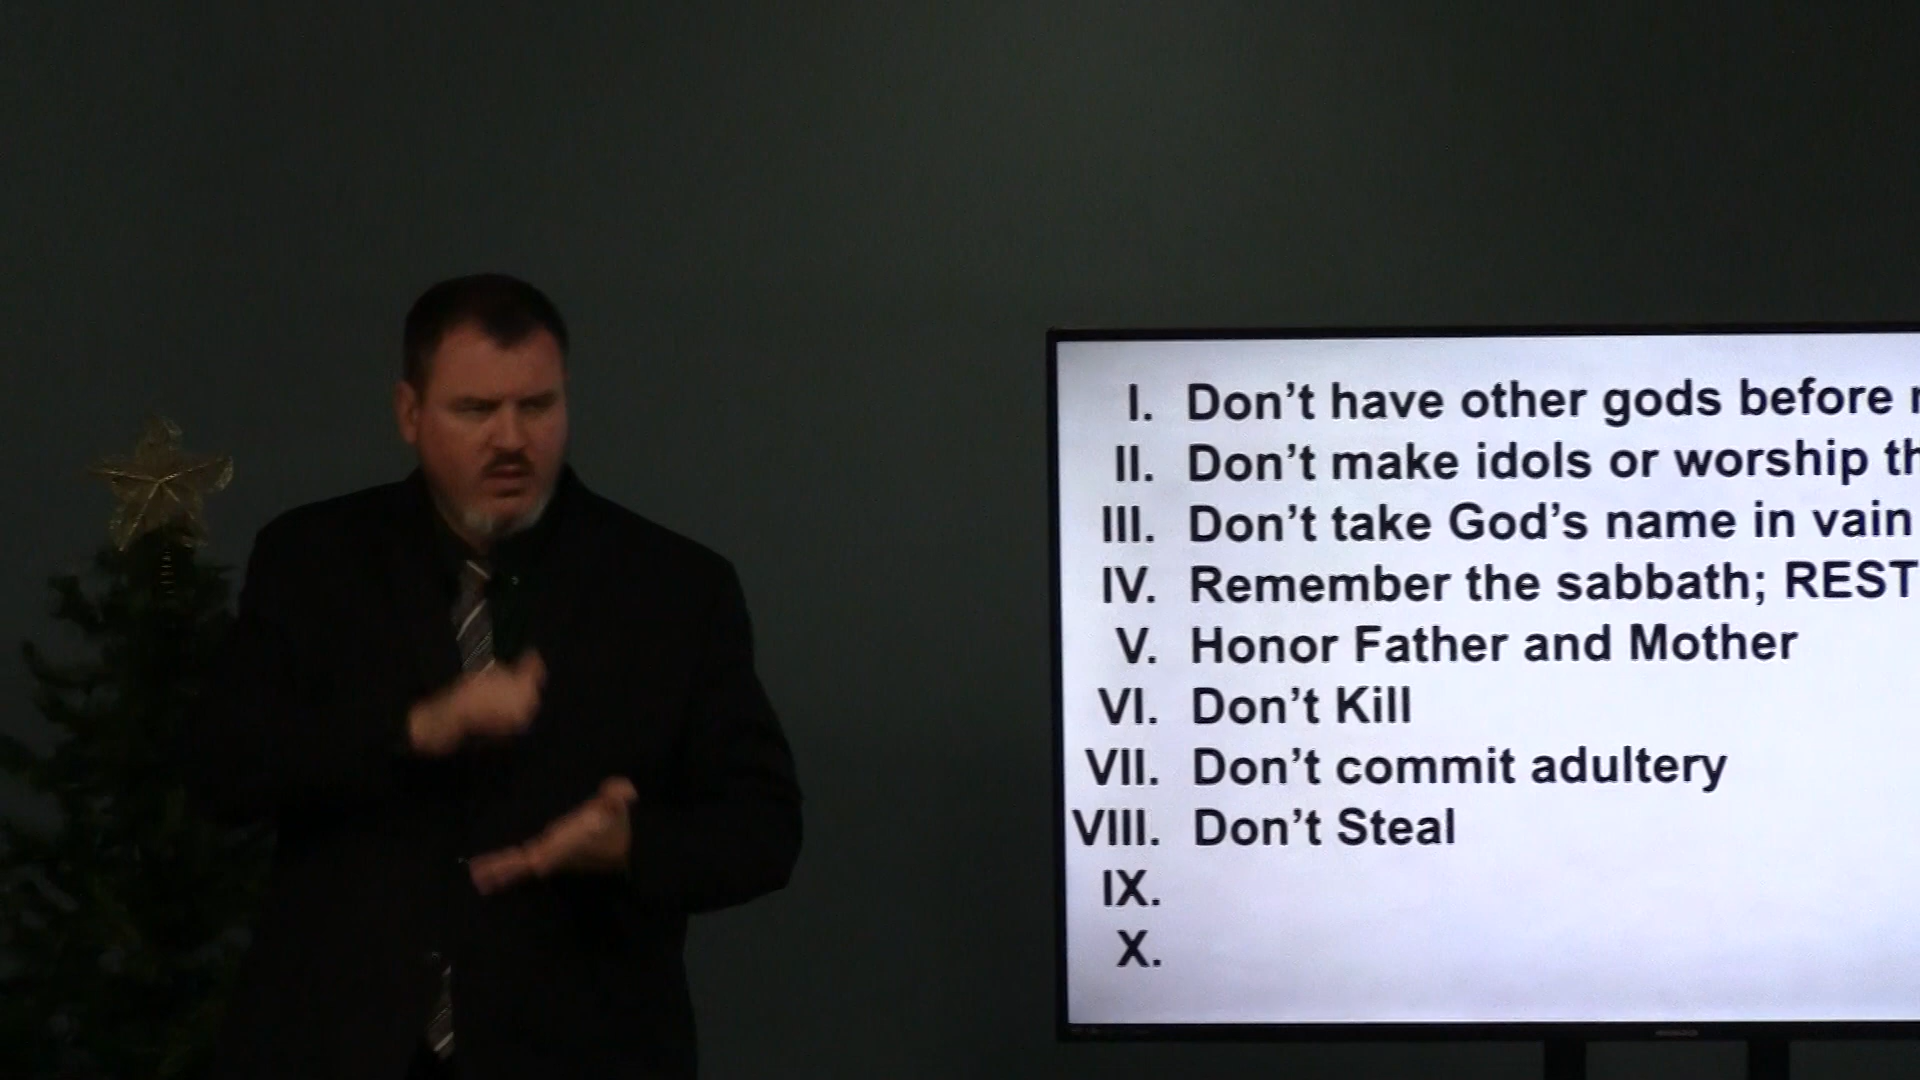 I. Don't have other gods before
II. Don't make idols or worship
III. Don't take God's name in vain
IV. Remember the sabbath; REST
V. Honor Father and Mother
VI. Don't Kill
VII. Don't commit adultery
VIII. Don't Steal
IX.
X.